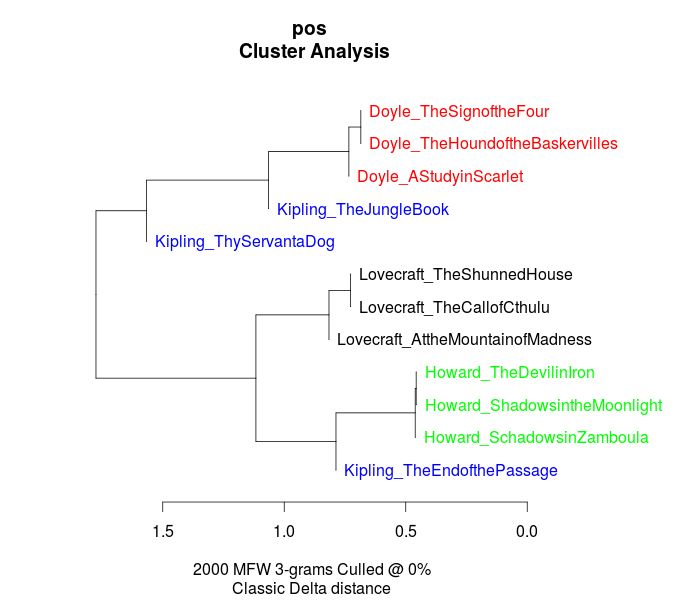 pos
Cluster Analysis
Doyle_TheSignoftheFour
Doyle_TheHoundoftheBaskervilles
Doyle_AStudyinScarlet
Kipling_TheJungleBook
Kipling_ThyServantaDog
Lovecraft_TheShunnedHouse
Lovecraft_TheCallofCthulu
Lovecraft_AttheMountainofMadness
Howard_TheDevilinIron
Howard_ShadowsintheMoonlight
Howard_SchadowsinZamboula
Kipling_TheEndofthePassage
1.5 1.0 0.5 0.0
2000 MFW 3-grams Culled @ 0%
Classic Delta distance